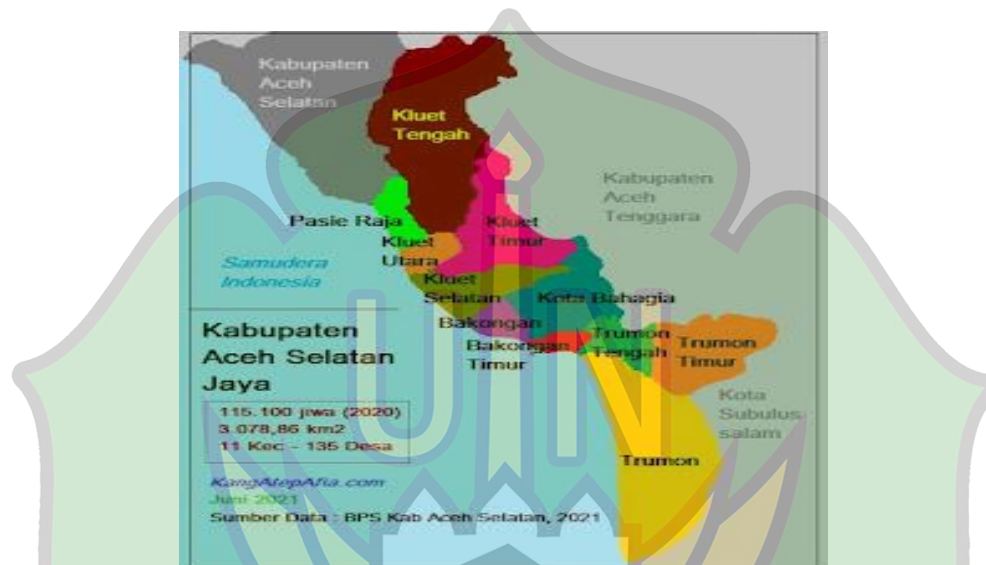 Kabupaten
Aceh
Selatan
Kluet
Tengah
Kabupaten
Aceh
Tenggara
Pasie Raja
Kluet
Timur
Kluet
Utara
Samudera
Indonesia
Kluet
Selatan
Kota Bahagia
Bakongan
Bakongan
Timur
Trumon
Tengah
Trumon
Timur
Kota
Subulus
salam
Trumon
Kabupaten
Aceh Selatan
Jaya
115.100 jiwa (2020)
3.078,86 km2
11 Kec - 135 Desa
KangAtepAfia.com
Juni 2021
Sumber Data : BPS Kab Aceh Selatan, 2021
UIN